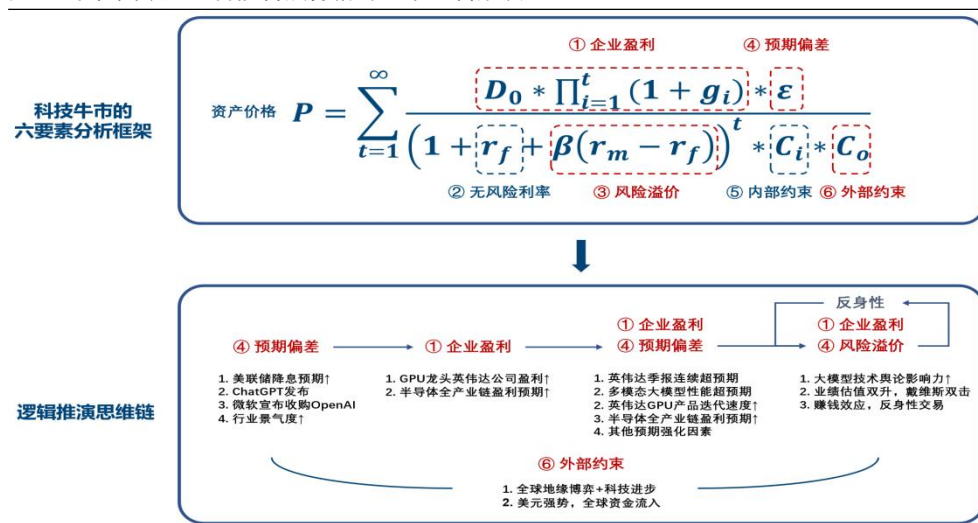 ① 企业盈利 ④ 预期偏差
科技牛市的
六要素分析框架
资产价格 P = ∑_{t=1}^{∞} \frac{D_0 * ∏_{i=1}^{t} (1 + g_i) * ε}{(1 + r_f + β(r_m − r_f))^t * C_i * C_o}
② 无风险利率 ③ 风险溢价 ⑤ 内部约束 ⑥ 外部约束
逻辑推演思维链
④ 预期偏差
1. 美联储降息预期↑
2. ChatGPT发布
3. 微软宣布收购OpenAI
4. 行业景气度↑
① 企业盈利
1. GPU龙头英伟达公司盈利↑
2. 半导体全产业链盈利预期↑
① 企业盈利
④ 预期偏差
1. 英伟达季报连续超预期
2. 多模态大模型性能超预期
2. 英伟达GPU产品迭代速度↑
3. 半导体全产业链盈利预期↑
4. 其他预期强化因素
反身性
① 企业盈利
④ 风险溢价
1. 大模型技术舆论影响力↑
2. 业绩估值双升，戴维斯双击
3. 赚钱效应，反身性交易
⑥ 外部约束
1. 全球地缘博弈+科技进步
2. 美元强势，全球资金流入